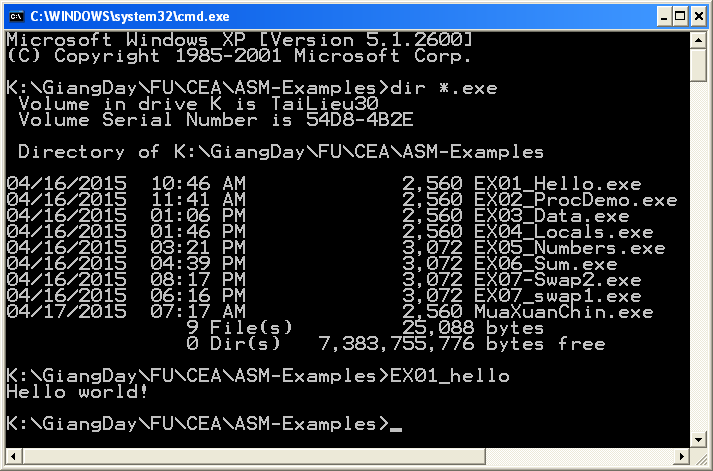 C:\WINDOWS\system32\cmd.exe
Microsoft Windows XP [Version 5.1.2600]
(C) Copyright 1985-2001 Microsoft Corp.
K:\GiangDay\FU\CEA\ASM-Examples>dir *.exe
 Volume in drive K is TaiLieu30
 Volume Serial Number is 54D8-4B2E
 Directory of K:\GiangDay\FU\CEA\ASM-Examples
04/16/2015  10:46 AM             2,560 EX01_Hello.exe
04/16/2015  11:41 AM             2,560 EX02_ProcDemo.exe
04/16/2015  01:06 PM             2,560 EX03_Data.exe
04/16/2015  01:46 PM             2,560 EX04_Locals.exe
04/16/2015  03:21 PM             3,072 EX05_Numbers.exe
04/16/2015  04:39 PM             3,072 EX06_Sum.exe
04/16/2015  08:17 PM             3,072 EX07-Swap2.exe
04/16/2015  06:16 PM             3,072 EX07_swap1.exe
04/17/2015  07:17 AM             2,560 MuaXuanChin.exe
               9 File(s)         25,088 bytes
               0 Dir(s)   7,383,755,776 bytes free
K:\GiangDay\FU\CEA\ASM-Examples>EX01_hello
Hello world!
K:\GiangDay\FU\CEA\ASM-Examples>_